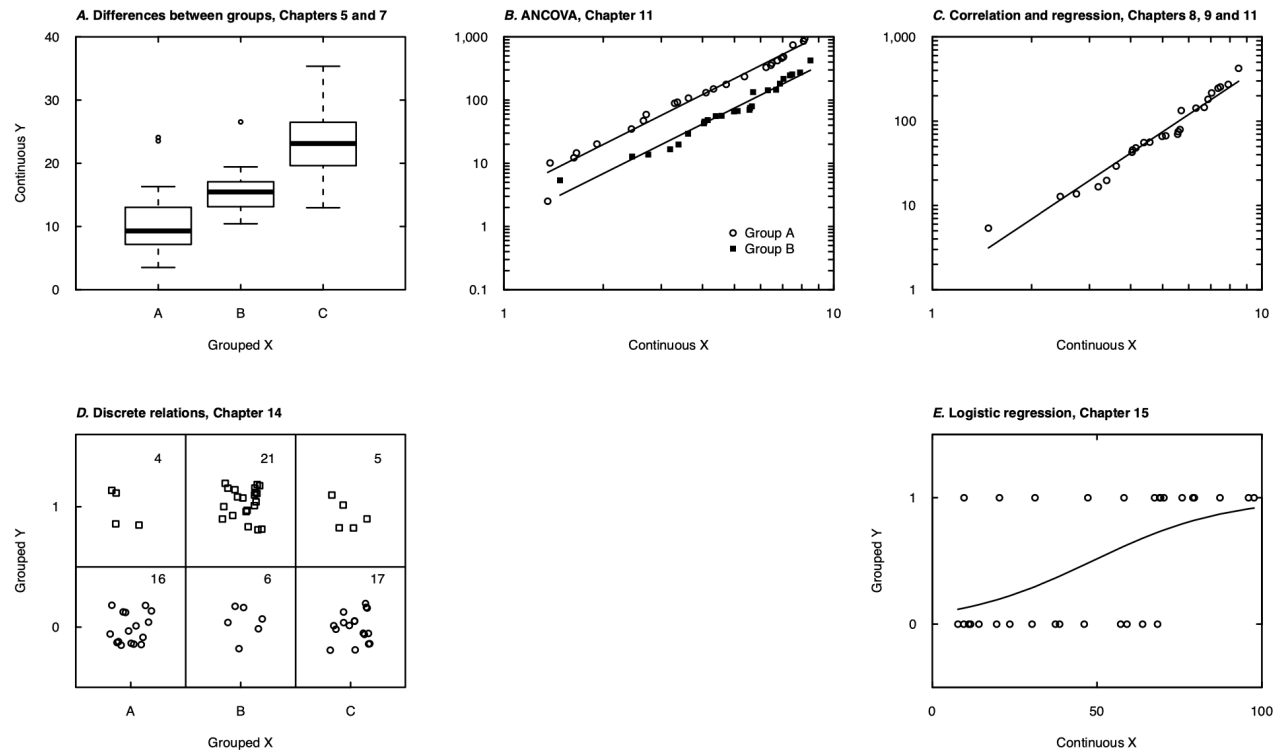 A. Differences between groups, Chapters 5 and 7
40
30
20
10
0
Continuous Y
A B C
Grouped X
B. ANCOVA, Chapter 11
1,000
100
10
1
0.1
Group A
Group B
1 10
Continuous X
C. Correlation and regression, Chapters 8, 9 and 11
1,000
100
10
1
1 10
Continuous X
D. Discrete relations, Chapter 14
4 21 5
1
16 6 17
0
Grouped Y
A B C
Grouped X
E. Logistic regression, Chapter 15
1
0
Grouped Y
0 50 100
Continuous X